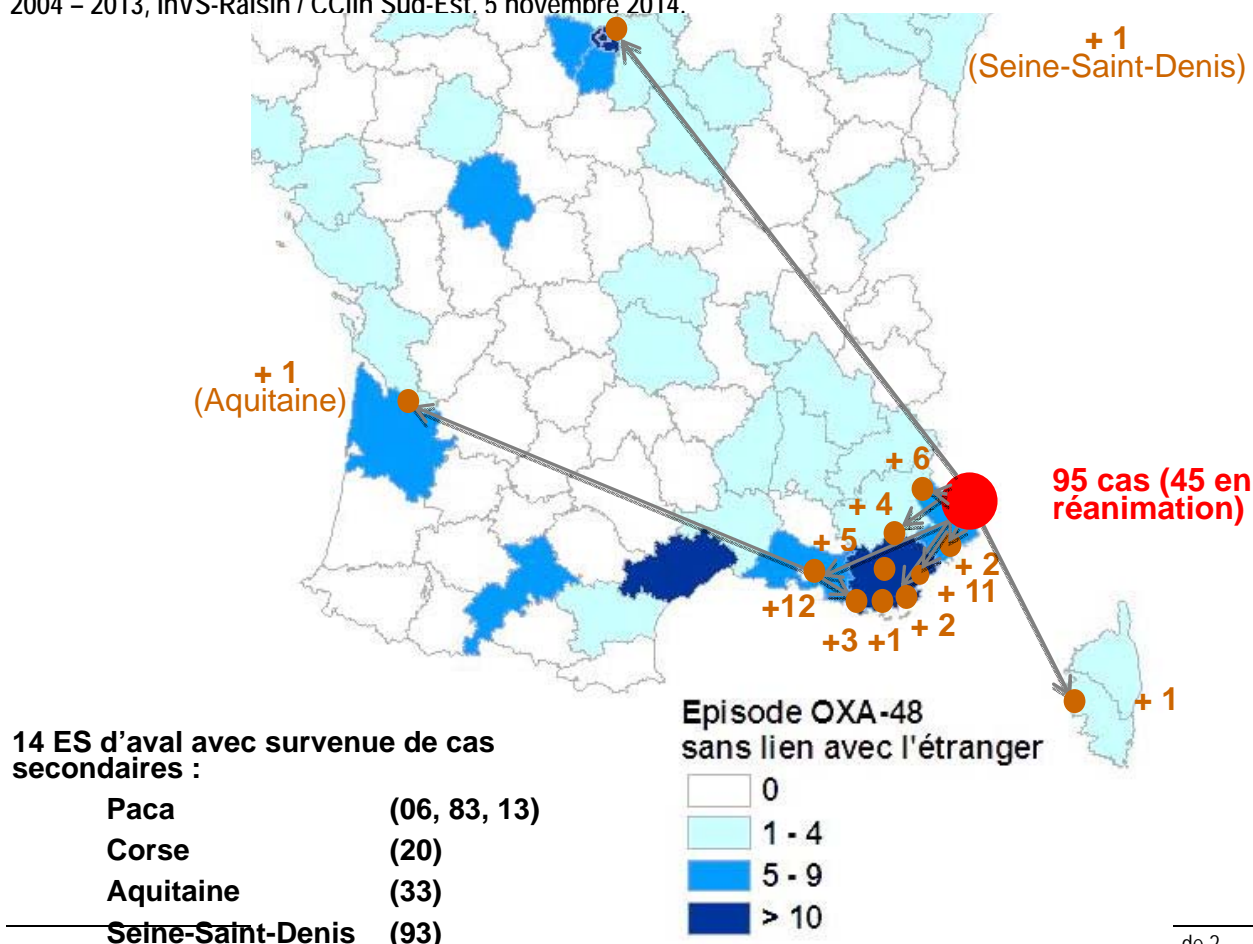 2004 – 2013, InVS-Raisin / CClin Sud-Est, 5 novembre 2014.
+ 1
(Seine-Saint-Denis)
+ 1
(Aquitaine)
+ 6
95 cas (45 en
réanimation)
+ 4
+ 5
+ 2
+12
+ 11
+3 +1 + 2
+ 1
Episode OXA-48
sans lien avec l'étranger
0
1 - 4
5 - 9
> 10
14 ES d'aval avec survenue de cas
secondaires :
Paca (06, 83, 13)
Corse (20)
Aquitaine (33)
Seine-Saint-Denis (93)
de 2